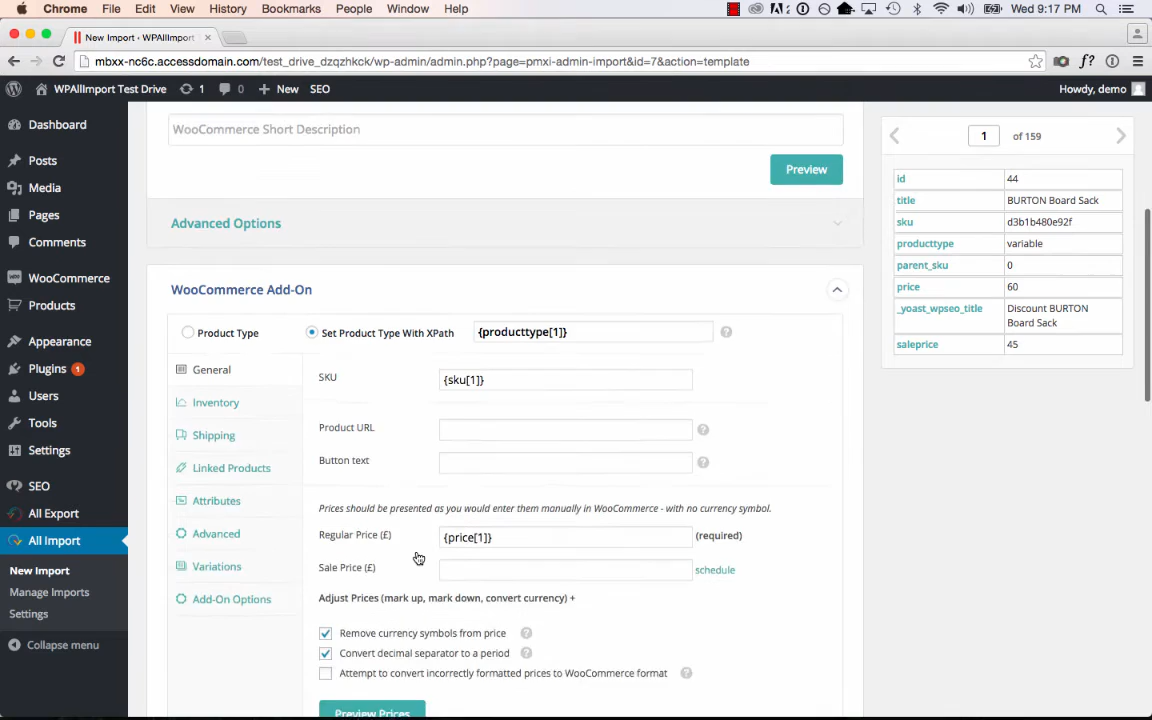 Chrome File Edit View History Bookmarks People Window Help Wed 9:17 PM
New Import ‹ WPAllImport
mbxx-nc6c.accessdomain.com/test_drive_dzqzhkck/wp-admin/admin.php?page=pmxi-admin-import&id=7&action=template
WPAllImport Test Drive 1 0 + New SEO Howdy, demo
Dashboard
Posts
Media
Pages
Comments
WooCommerce
Products
Appearance
Plugins 1
Users
Tools
Settings
SEO
All Export
All Import
New Import
Manage Imports
Settings
Collapse menu
WooCommerce Short Description
Preview
Advanced Options
WooCommerce Add-On
Product Type Set Product Type With XPath {producttype[1]} ?
General
Inventory
Shipping
Linked Products
Attributes
Advanced
Variations
Add-On Options
SKU {sku[1]}
Product URL ?
Button text ?
Prices should be presented as you would enter them manually in WooCommerce - with no currency symbol.
Regular Price (£) {price[1]} (required)
Sale Price (£) schedule
Adjust Prices (mark up, mark down, convert currency) +
Remove currency symbols from price ?
Convert decimal separator to a period ?
Attempt to convert incorrectly formatted prices to WooCommerce format ?
Preview Prices
1 of 159
id 44
title BURTON Board Sack
sku d3b1b480e92f
producttype variable
parent_sku 0
price 60
_yoast_wpseo_title Discount BURTON
Board Sack
saleprice 45